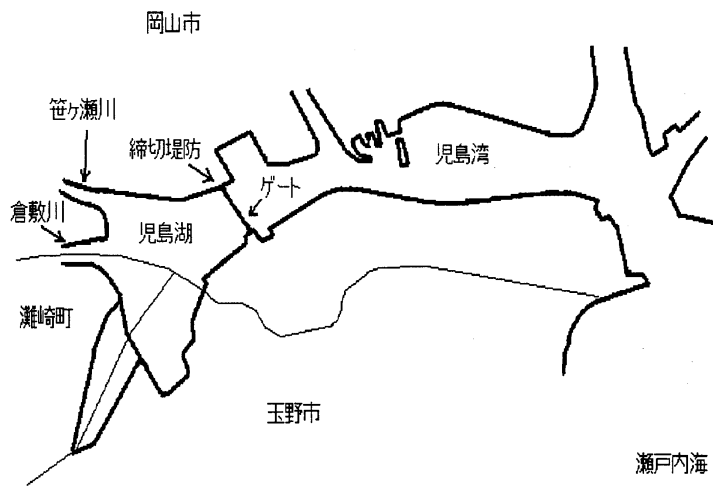 岡山市
笹ヶ瀬川
締切堤防
児島湾
ゲート
倉敷川
児島湖
灘崎町
玉野市
瀬戸内海